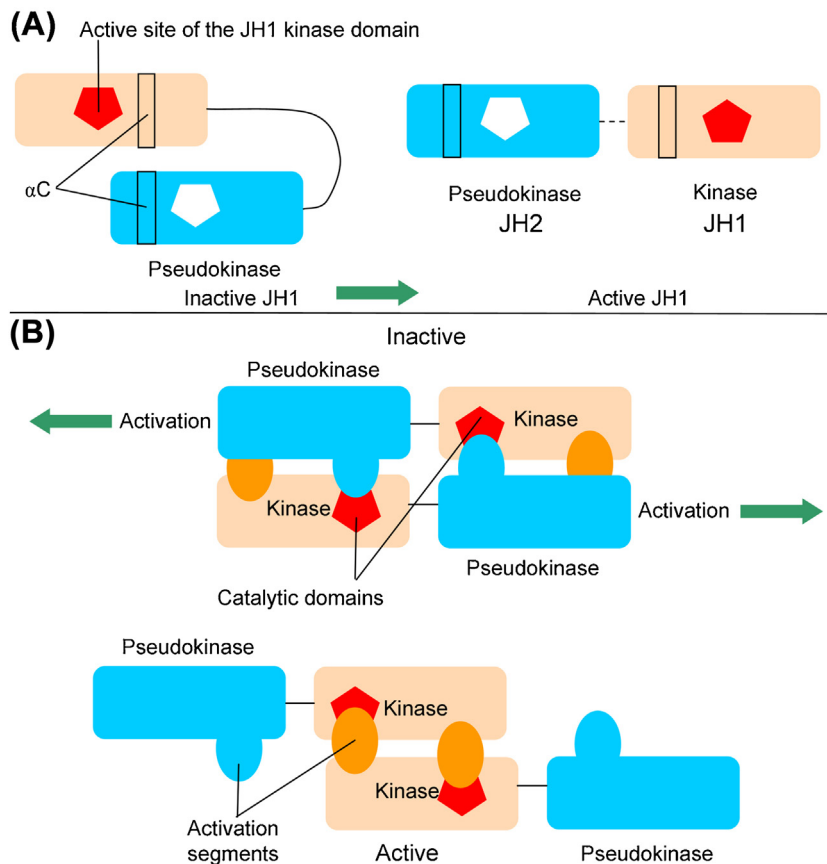 (A)
Active site of the JH1 kinase domain
αC
Pseudokinase
Inactive JH1
Pseudokinase
JH2
Kinase
JH1
Active JH1
(B)
Inactive
Pseudokinase
Activation
Kinase
Kinase
Activation
Pseudokinase
Catalytic domains
Pseudokinase
Kinase
Kinase
Activation
segments
Active
Pseudokinase